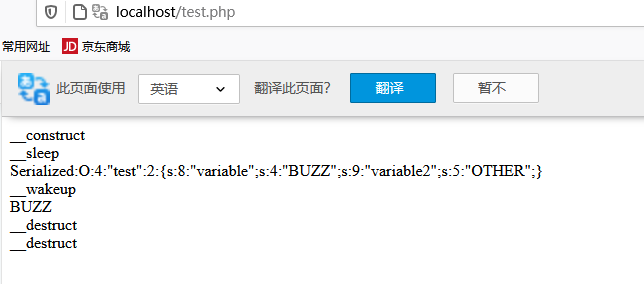 localhost/test.php
常用网址 JD 京东商城
此页面使用 英语 翻译此页面? 翻译 暂不
__construct
__sleep
Serialized:O:4:"test":2:{s:8:"variable";s:4:"BUZZ";s:9:"variable2";s:5:"OTHER";}
__wakeup
BUZZ
__destruct
__destruct